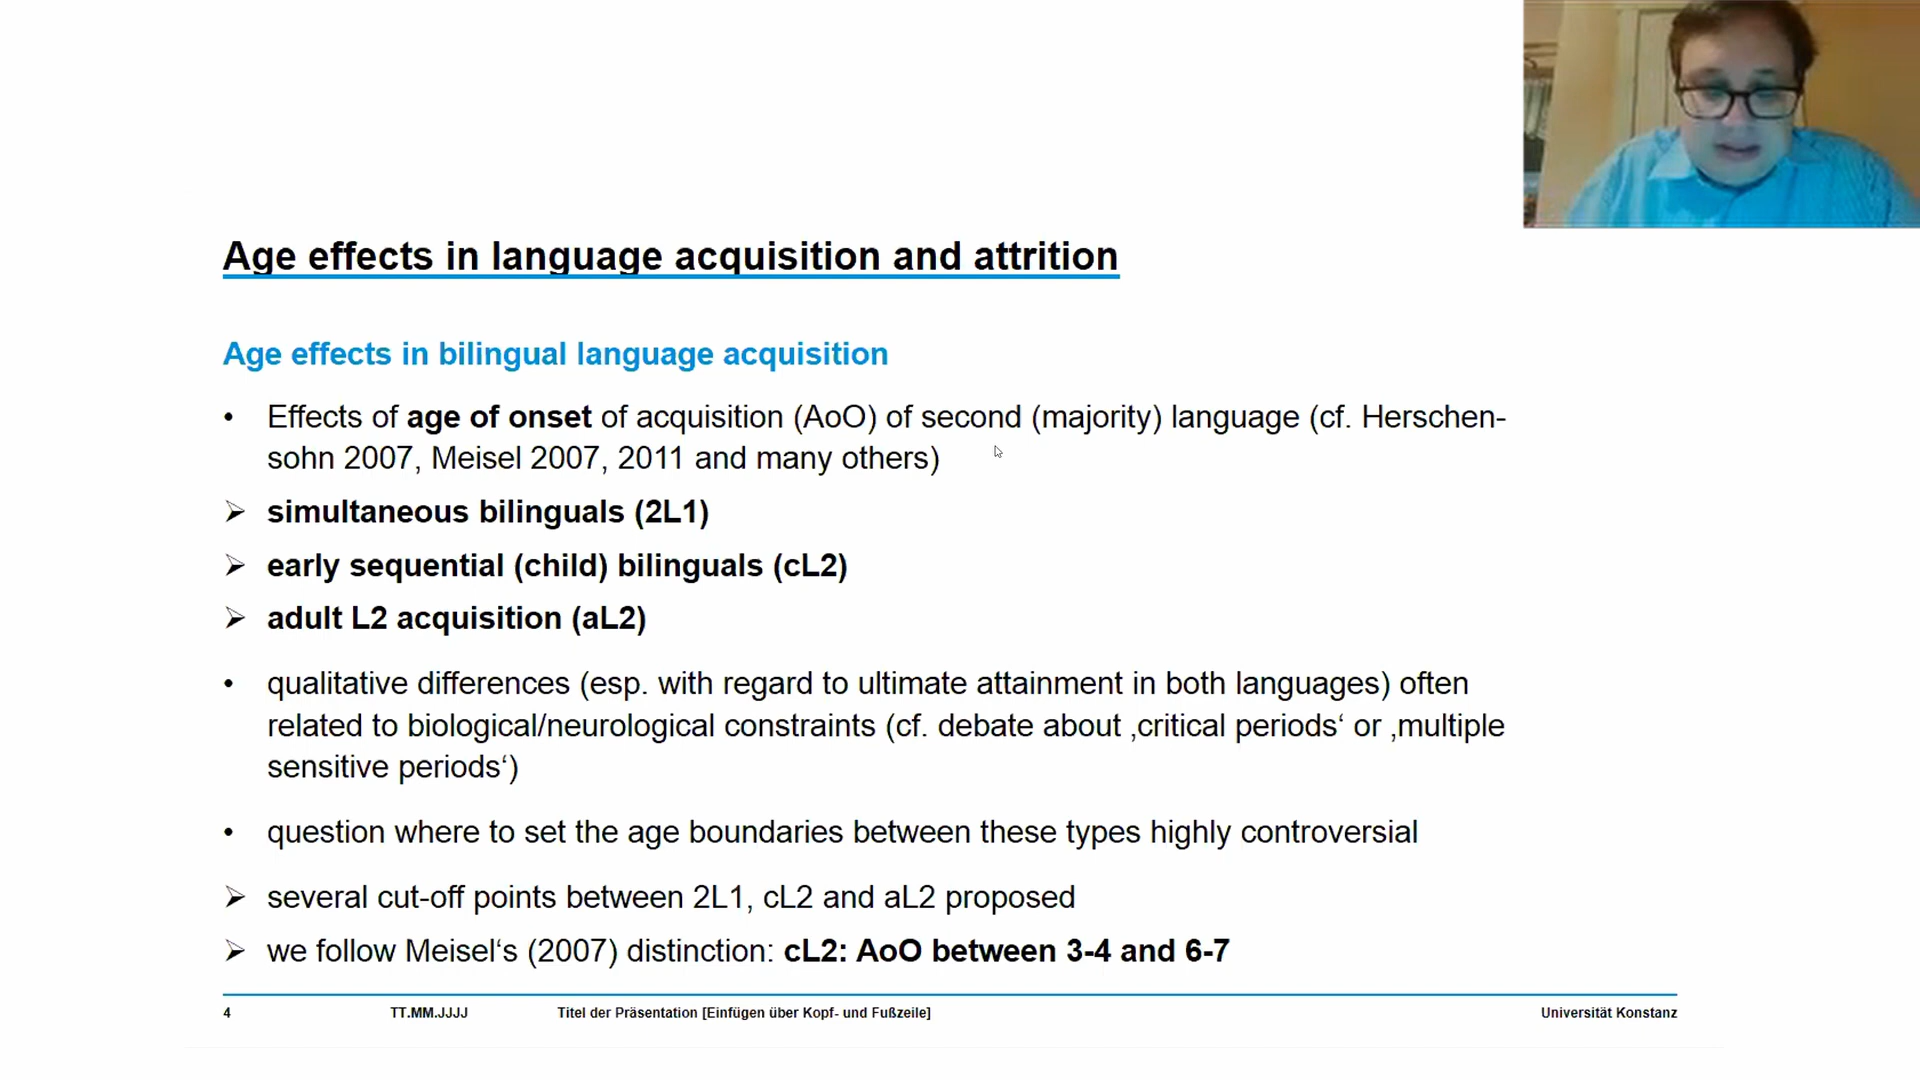 Age effects in language acquisition and attrition
Age effects in bilingual language acquisition
• Effects of age of onset of acquisition (AoO) of second (majority) language (cf. Herschen-
sohn 2007, Meisel 2007, 2011 and many others)
➢ simultaneous bilinguals (2L1)
➢ early sequential (child) bilinguals (cL2)
➢ adult L2 acquisition (aL2)
• qualitative differences (esp. with regard to ultimate attainment in both languages) often
related to biological/neurological constraints (cf. debate about ‚critical periods‘ or ‚multiple
sensitive periods‘)
• question where to set the age boundaries between these types highly controversial
➢ several cut-off points between 2L1, cL2 and aL2 proposed
➢ we follow Meisel‘s (2007) distinction: cL2: AoO between 3-4 and 6-7
4 TT.MM.JJJJ Titel der Präsentation [Einfügen über Kopf- und Fußzeile] Universität Konstanz